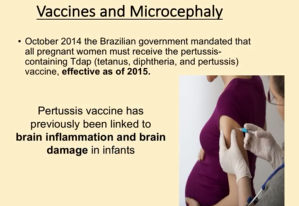 Vaccines and Microcephaly
• October 2014 the Brazilian government mandated that
all pregnant women must receive the pertussis-
containing Tdap (tetanus, diphtheria, and pertussis)
vaccine, effective as of 2015.
Pertussis vaccine has
previously been linked to
brain inflammation and brain
damage in infants